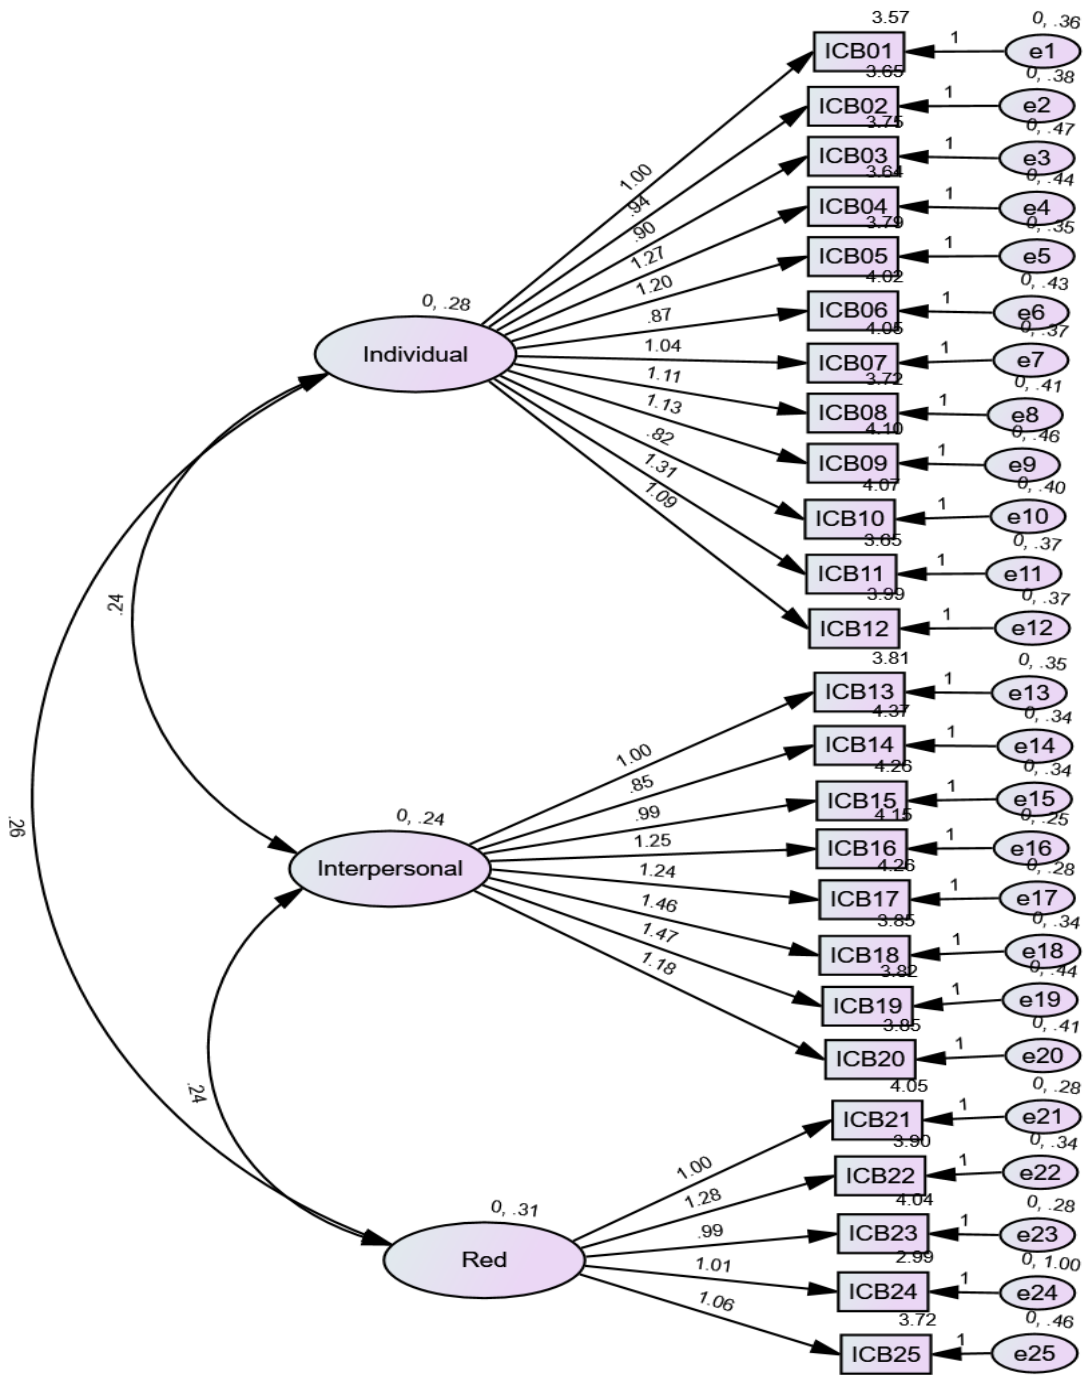 3.57
0, .36
ICB01
1
e1
3.65
0, .38
ICB02
1
e2
3.75
0, .47
ICB03
1
e3
3.64
0, .44
ICB04
1
e4
3.79
0, .35
ICB05
1
e5
4.02
0, .43
ICB06
1
e6
4.05
0, .37
ICB07
1
e7
3.72
0, .41
ICB08
1
e8
4.10
0, .46
ICB09
1
e9
4.07
0, .40
ICB10
1
e10
3.65
0, .37
ICB11
1
e11
3.99
0, .37
ICB12
1
e12
1.00
.94
.90
1.27
1.20
.87
1.04
1.11
1.13
.82
1.31
1.09
0, .28
Individual
.24
.26
3.81
0, .35
ICB13
1
e13
4.37
0, .34
ICB14
1
e14
4.26
0, .34
ICB15
1
e15
4.15
0, .25
ICB16
1
e16
4.26
0, .28
ICB17
1
e17
3.85
0, .34
ICB18
1
e18
3.82
0, .44
ICB19
1
e19
3.85
0, .41
ICB20
1
e20
1.00
.85
.99
1.25
1.24
1.46
1.47
1.18
0, .24
Interpersonal
.24
4.05
0, .28
ICB21
1
e21
3.90
0, .34
ICB22
1
e22
4.04
0, .28
ICB23
1
e23
2.99
0, 1.00
ICB24
1
e24
3.72
0, .46
ICB25
1
e25
1.00
1.28
.99
1.01
1.06
0, .31
Red